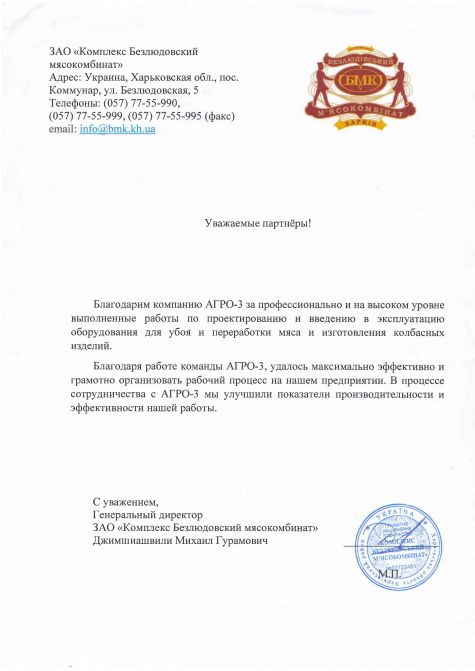 ЗАО «Комплекс Безлюдовский
мясокомбинат»
Адрес: Украина, Харьковская обл., пос.
Коммунар, ул. Безлюдовская, 5
Телефоны: (057) 77-55-990,
(057) 77-55-999, (057) 77-55-995 (факс)
email: info@bmk.kh.ua
БЕЗЛЮДІВСЬКИЙ
БМК
М'ЯСОКОМБІНАТ
ХАРКІВ
Уважаемые партнёры!
Благодарим компанию АГРО-3 за профессионально и на высоком уровне
выполненные работы по проектированию и введению в эксплуатацию
оборудования для убоя и переработки мяса и изготовления колбасных
изделий.
Благодаря работе команды АГРО-3, удалось максимально эффективно и
грамотно организовать рабочий процесс на нашем предприятии. В процессе
сотрудничества с АГРО-3 мы улучшили показатели производительности и
эффективности нашей работы.
С уважением,
Генеральный директор
ЗАО «Комплекс Безлюдовский мясокомбинат»
Джимшиашвили Михаил Гурамович
УКРАЇНА
КОМПЛЕКС
БЕЗЛЮДІВСЬКИЙ
М'ЯСОКОМБІНАТ»
М.П.